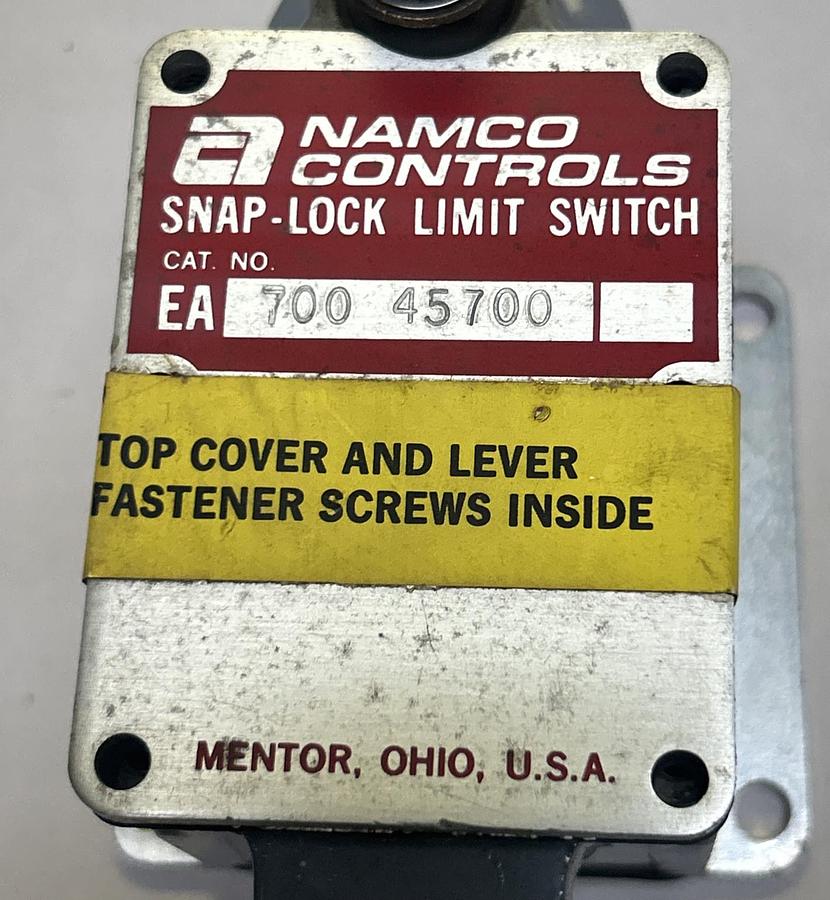 NAMCO
CONTROLS
SNAP-LOCK LIMIT SWITCH
CAT. NO.
EA 700 45700
TOP COVER AND LEVER
FASTENER SCREWS INSIDE
MENTOR, OHIO, U.S.A.